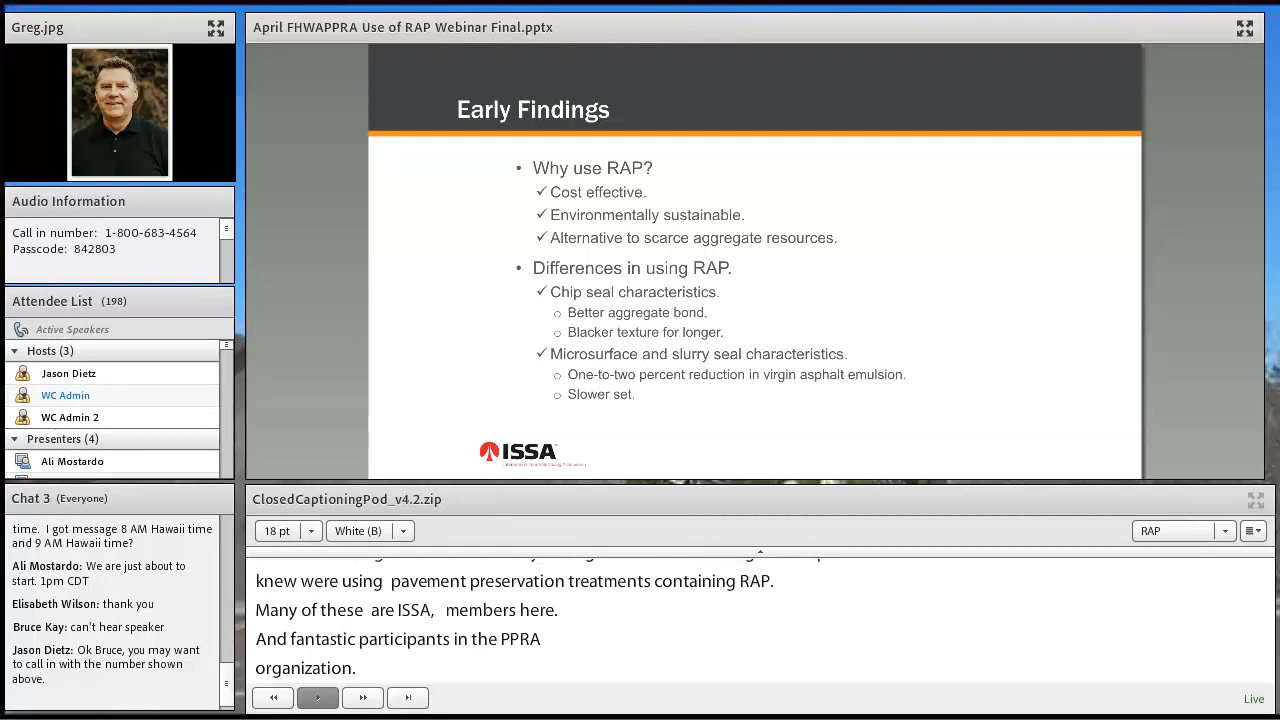 Greg.jpg
April FHWAPPRA Use of RAP Webinar Final.pptx
Early Findings
• Why use RAP?
✓ Cost effective.
✓ Environmentally sustainable.
✓ Alternative to scarce aggregate resources.
• Differences in using RAP.
✓ Chip seal characteristics.
o Better aggregate bond.
o Blacker texture for longer.
✓ Microsurface and slurry seal characteristics.
o One-to-two percent reduction in virgin asphalt emulsion.
o Slower set.
ISSA
Audio Information
Call in number: 1-800-683-4564
Passcode: 842803
Attendee List (198)
Active Speakers
Hosts (3)
Jason Dietz
WC Admin
WC Admin 2
Presenters (4)
Ali Mostardo
Chat 3 (Everyone)
time. I got message 8 AM Hawaii time
and 9 AM Hawaii time?
Ali Mostardo: We are just about to
start. 1pm CDT
Elisabeth Wilson: thank you
Bruce Kay: can't hear speaker
Jason Dietz: Ok Bruce, you may want
to call in with the number shown
above.
ClosedCaptioningPod_v4.2.zip
18 pt
White (B)
RAP
knew were using pavement preservation treatments containing RAP.
Many of these are ISSA, members here.
And fantastic participants in the PPRA
organization.
Live